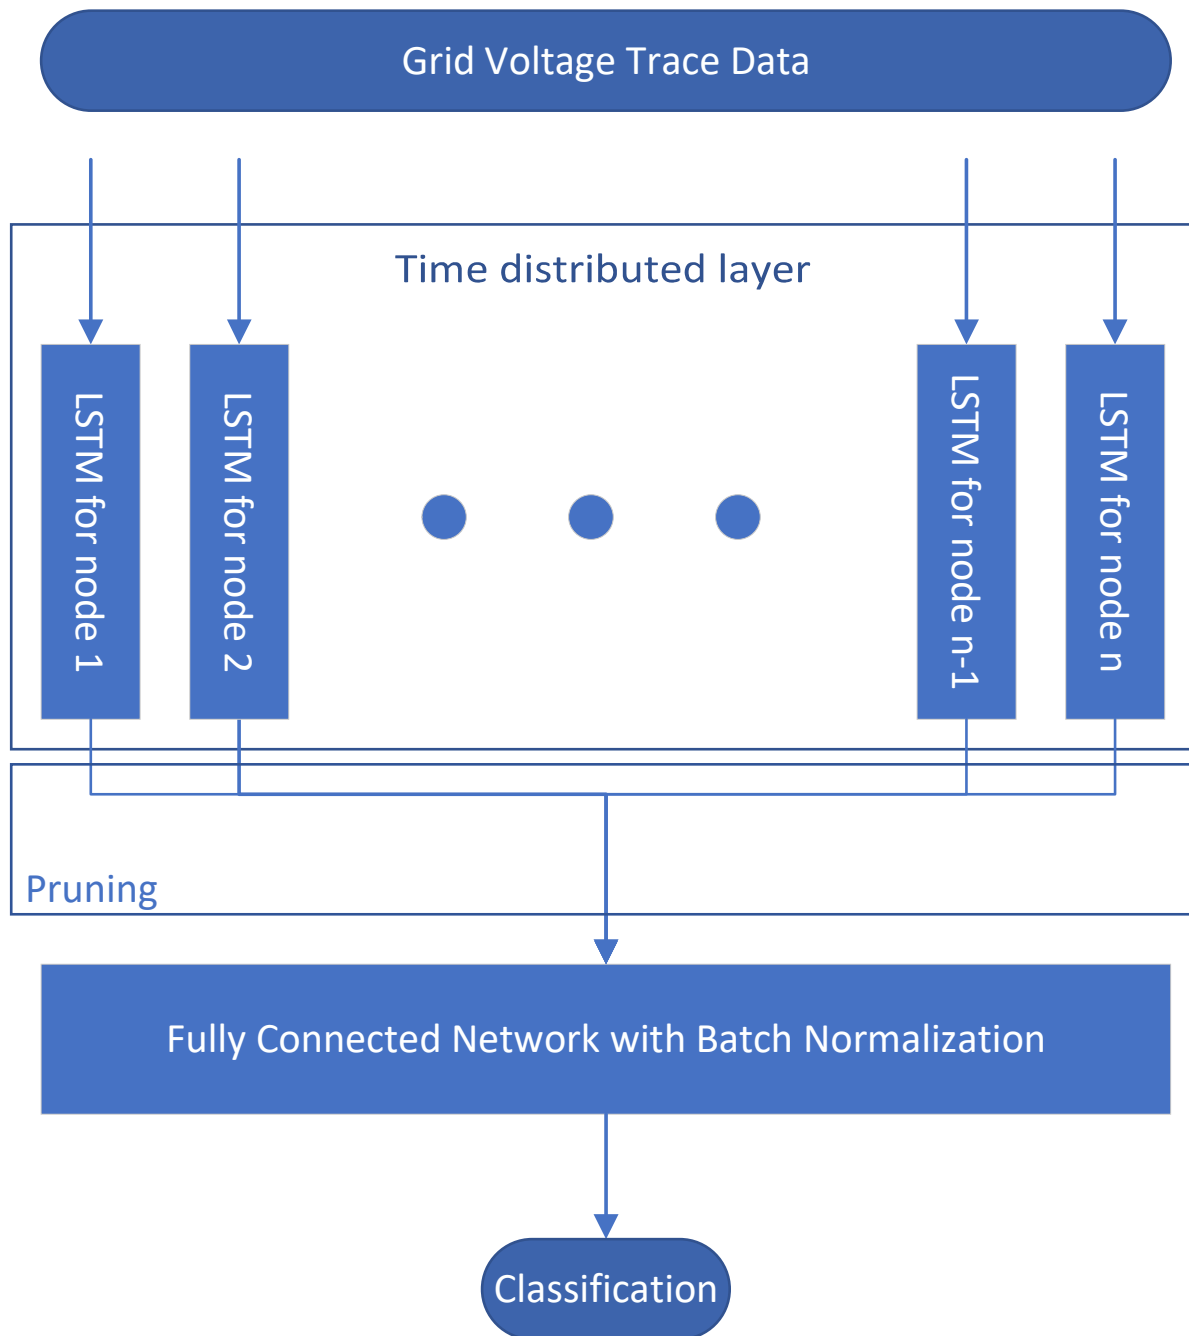 Grid Voltage Trace Data
Time distributed layer
LSTM for node 1
LSTM for node 2
LSTM for node n-1
LSTM for node n
Pruning
Fully Connected Network with Batch Normalization
Classification